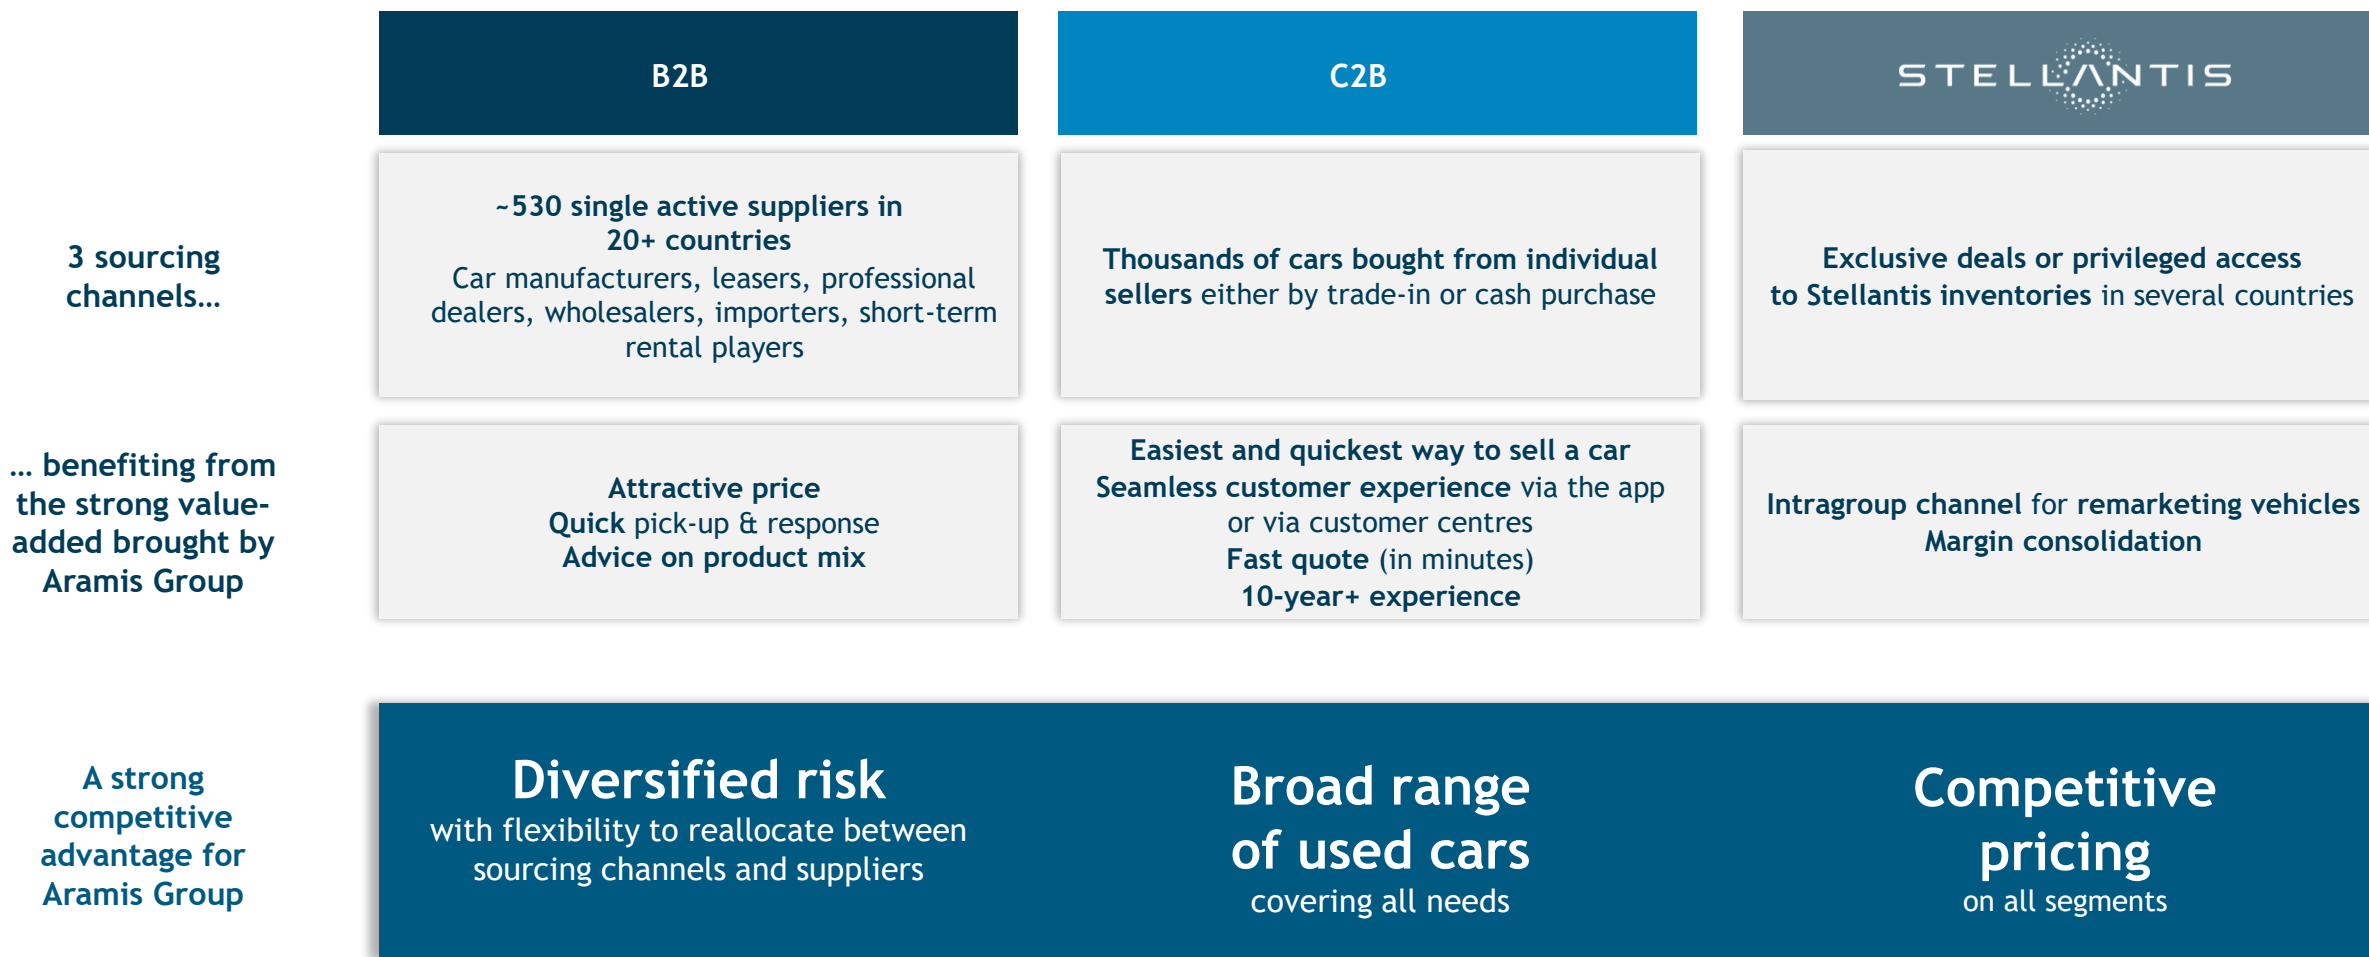 B2B
C2B
STELLANTIS
3 sourcing
channels…
~530 single active suppliers in
20+ countries
Car manufacturers, leasers, professional
dealers, wholesalers, importers, short-term
rental players
Thousands of cars bought from individual
sellers either by trade-in or cash purchase
Exclusive deals or privileged access
to Stellantis inventories in several countries
… benefiting from
the strong value-
added brought by
Aramis Group
Attractive price
Quick pick-up & response
Advice on product mix
Easiest and quickest way to sell a car
Seamless customer experience via the app
or via customer centres
Fast quote (in minutes)
10-year+ experience
Intragroup channel for remarketing vehicles
Margin consolidation
A strong
competitive
advantage for
Aramis Group
Diversified risk
with flexibility to reallocate between
sourcing channels and suppliers
Broad range
of used cars
covering all needs
Competitive
pricing
on all segments